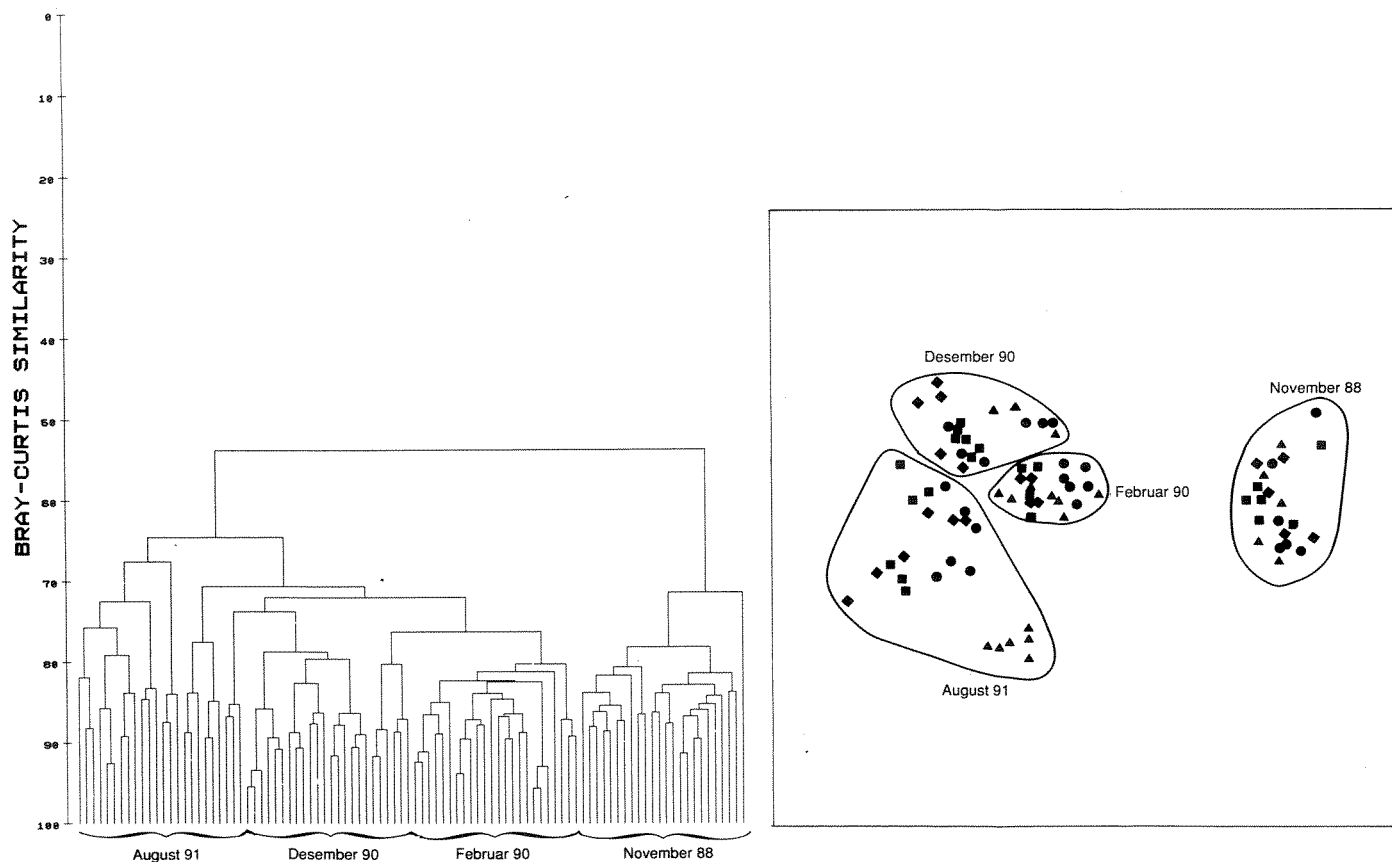 BRAY-CURTIS SIMILARITY
0
10
20
30
40
50
60
70
80
90
100
August 91
Desember 90
Februar 90
November 88
Desember 90
November 88
Februar 90
August 91